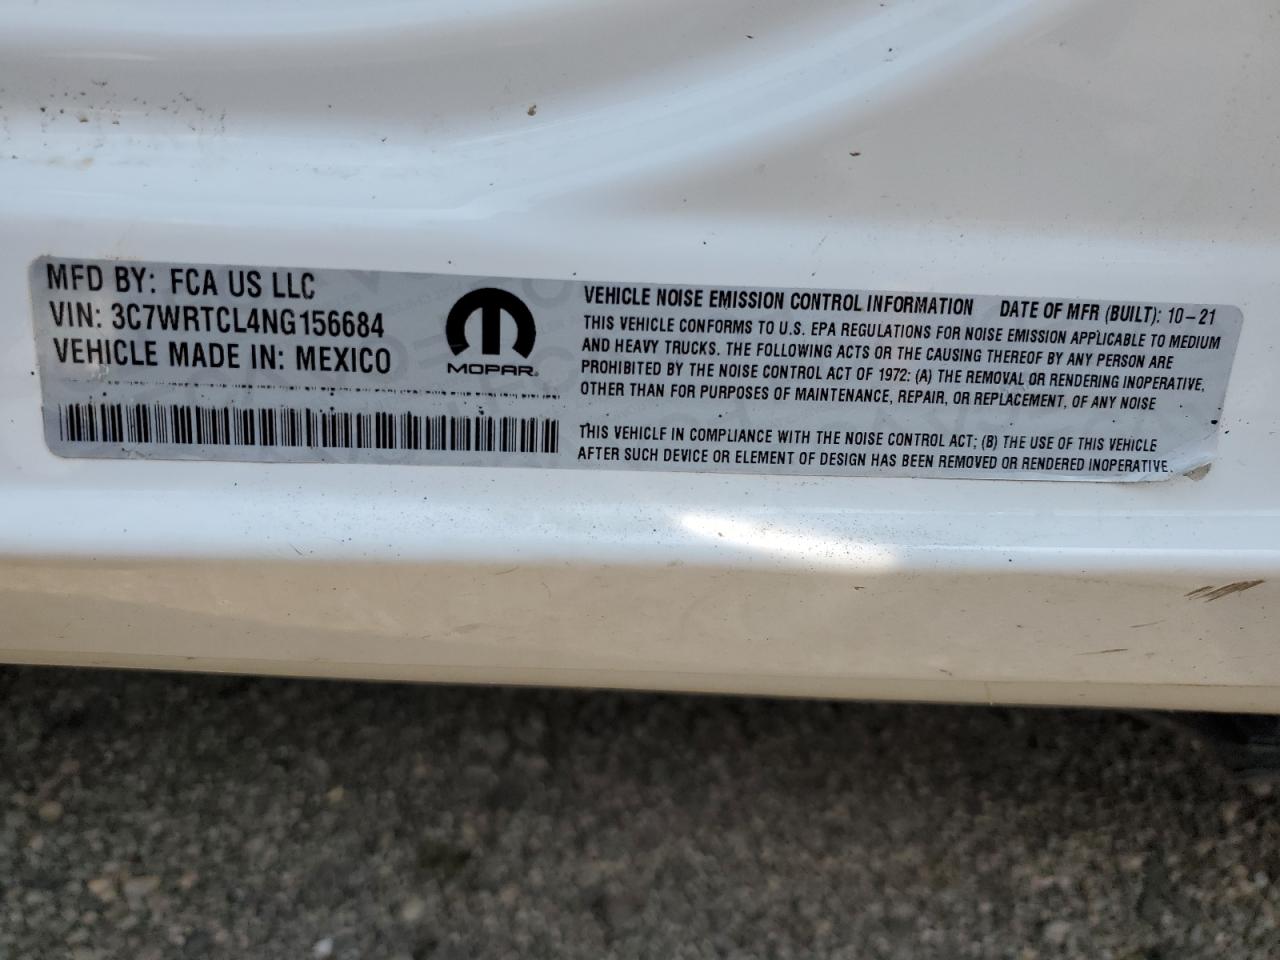 MFD BY: FCA US LLC
VIN: 3C7WRTCL4NG156684
VEHICLE MADE IN: MEXICO
MOPAR®
VEHICLE NOISE EMISSION CONTROL INFORMATION DATE OF MFR (BUILT): 10-21
THIS VEHICLE CONFORMS TO U.S. EPA REGULATIONS FOR NOISE EMISSION APPLICABLE TO MEDIUM
AND HEAVY TRUCKS. THE FOLLOWING ACTS OR THE CAUSING THEREOF BY ANY PERSON ARE
PROHIBITED BY THE NOISE CONTROL ACT OF 1972: (A) THE REMOVAL OR RENDERING INOPERATIVE,
OTHER THAN FOR PURPOSES OF MAINTENANCE, REPAIR, OR REPLACEMENT, OF ANY NOISE
THIS VEHICLE IN COMPLIANCE WITH THE NOISE CONTROL ACT; (B) THE USE OF THIS VEHICLE
AFTER SUCH DEVICE OR ELEMENT OF DESIGN HAS BEEN REMOVED OR RENDERED INOPERATIVE.